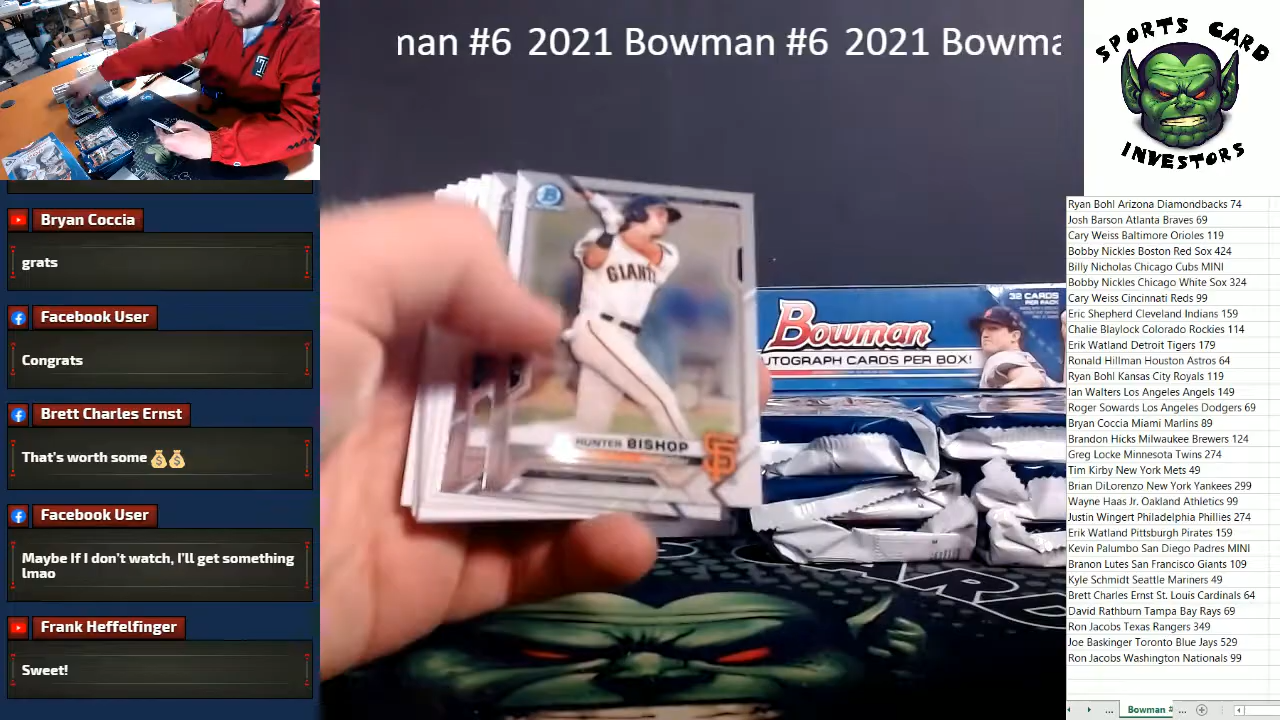 nan #6 2021 Bowman #6 2021 Bowma
SPORTS CARD
INVESTORS
Bryan Coccia
grats
Facebook User
Congrats
Brett Charles Ernst
That's worth some 💰💰
Facebook User
Maybe If I don't watch, I'll get something
lmao
Frank Heffelfinger
Sweet!
B
GIANTS
HUNTER BISHOP
SF
32 CARDS
PER PACK
Bowman
UTOGRAPH CARDS PER BOX!
Ryan Bohl Arizona Diamondbacks 74
Josh Barson Atlanta Braves 69
Cary Weiss Baltimore Orioles 119
Bobby Nickles Boston Red Sox 424
Billy Nicholas Chicago Cubs MINI
Bobby Nickles Chicago White Sox 324
Cary Weiss Cincinnati Reds 99
Eric Shepherd Cleveland Indians 159
Chalie Blaylock Colorado Rockies 114
Erik Watland Detroit Tigers 179
Ronald Hillman Houston Astros 64
Ryan Bohl Kansas City Royals 119
Ian Walters Los Angeles Angels 149
Roger Sowards Los Angeles Dodgers 69
Bryan Coccia Miami Marlins 89
Brandon Hicks Milwaukee Brewers 124
Greg Locke Minnesota Twins 274
Tim Kirby New York Mets 49
Brian DiLorenzo New York Yankees 299
Wayne Haas Jr. Oakland Athletics 99
Justin Wingert Philadelphia Phillies 274
Erik Watland Pittsburgh Pirates 159
Kevin Palumbo San Diego Padres MINI
Branon Lutes San Francisco Giants 109
Kyle Schmidt Seattle Mariners 49
Brett Charles Ernst St. Louis Cardinals 64
David Rathburn Tampa Bay Rays 69
Ron Jacobs Texas Rangers 349
Joe Baskinger Toronto Blue Jays 529
Ron Jacobs Washington Nationals 99
... Bowman # ...